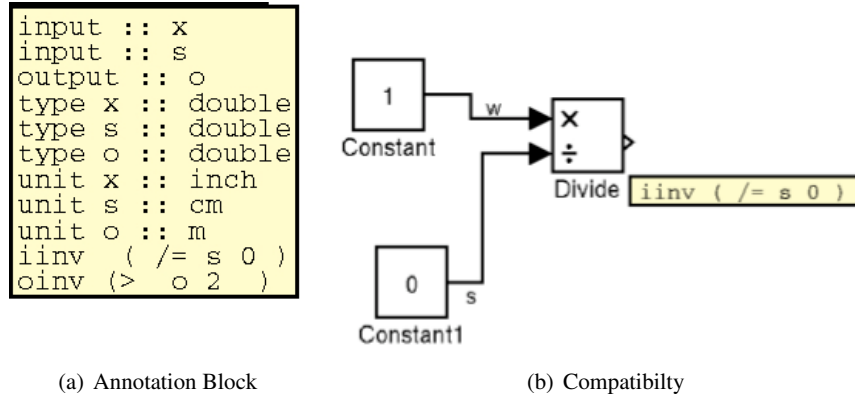 input :: x
input :: s
output :: o
type x :: double
type s :: double
type o :: double
unit x :: inch
unit s :: cm
unit o :: m
iinv ( /= s 0 )
oinv (> o 2 )
(a) Annotation Block
1
Constant
w
×
÷
Divide
iinv ( /= s 0 )
0
s
Constant1
(b) Compatibilty